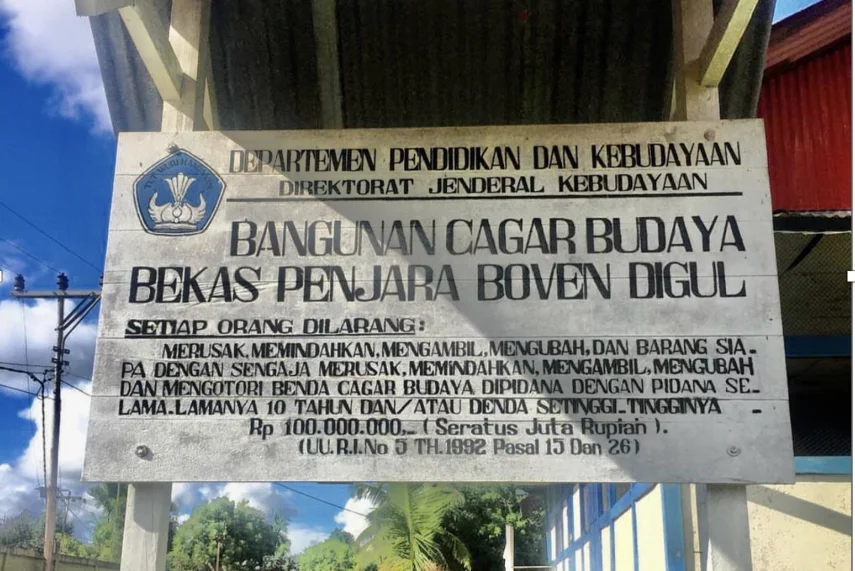 TUT WURI HANDAYANI
DEPARTEMEN PENDIDIKAN DAN KEBUDAYAAN
DIREKTORAT JENDERAL KEBUDAYAAN
BANGUNAN CAGAR BUDAYA
BEKAS PENJARA BOVEN DIGUL
SETIAP ORANG DILARANG:
MERUSAK, MEMINDAHKAN, MENGAMBIL, MENGUBAH, DAN BARANG SIA-
PA DENGAN SENGAJA MERUSAK, MEMINDAHKAN, MENGAMBIL, MENGUBAH
DAN MENGOTORI BENDA CAGAR BUDAYA DIPIDANA DENGAN PIDANA SE-
LAMA-LAMANYA 10 TAHUN DAN/ATAU DENDA SETINGGI-TINGGINYA -
Rp 100.000.000,- (Seratus Juta Rupiah).
(UU.R.I.No 5 TH.1992 Pasal 15 Dan 26)